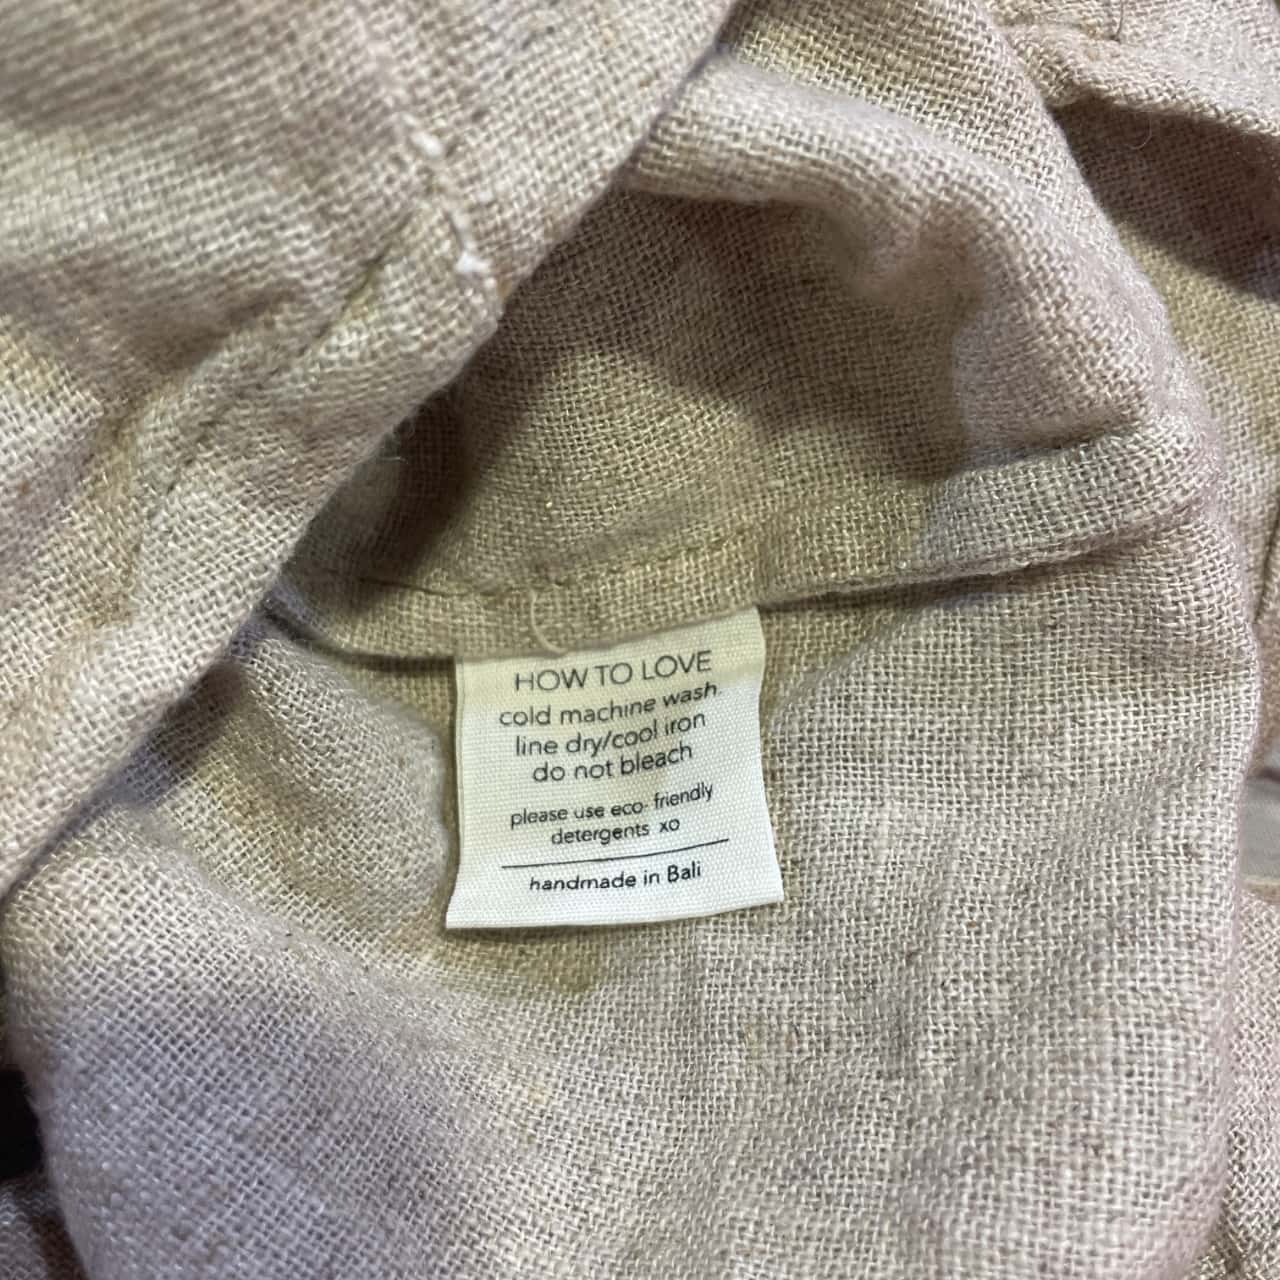 HOW TO LOVE
cold machine wash
line dry/cool iron
do not bleach
please use eco- friendly
detergents xo
handmade in Bali